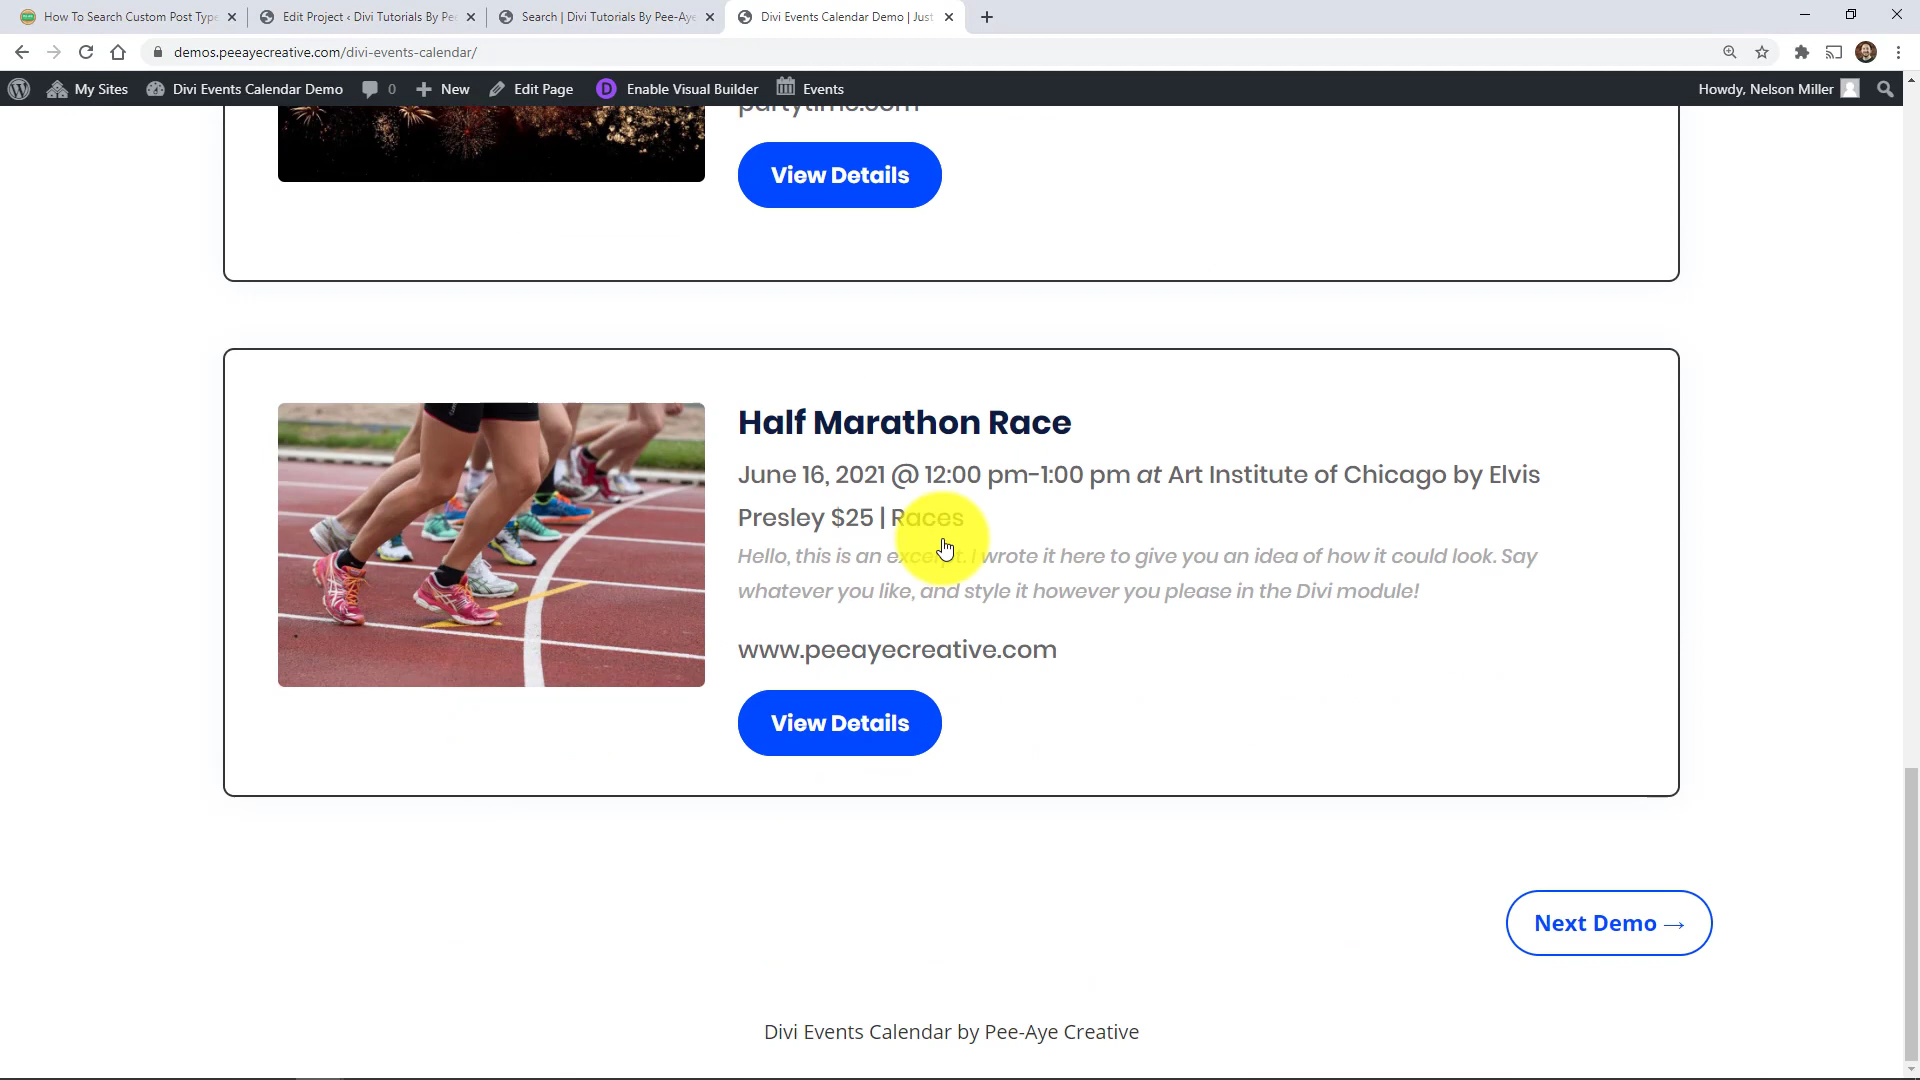 How To Search Custom Post Type
Edit Project ‹ Divi Tutorials By Pe
Search | Divi Tutorials By Pee-Aye
Divi Events Calendar Demo | Just
demos.peeayecreative.com/divi-events-calendar/
My Sites
Divi Events Calendar Demo
0
New
Edit Page
D
Enable Visual Builder
Events
Howdy, Nelson Miller
partytime.com
View Details
Half Marathon Race
June 16, 2021 @ 12:00 pm-1:00 pm at Art Institute of Chicago by Elvis
Presley $25 | Races
Hello, this is an excerpt. I wrote it here to give you an idea of how it could look. Say
whatever you like, and style it however you please in the Divi module!
www.peeayecreative.com
View Details
Next Demo →
Divi Events Calendar by Pee-Aye Creative